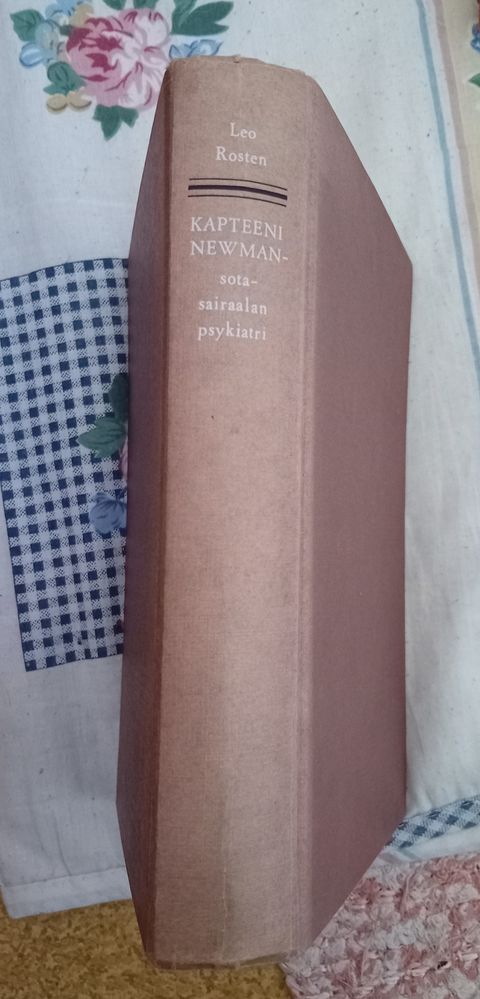 Leo
Rosten
KAPTEENI
NEWMAN-
sota-
sairaalan
psykiatri